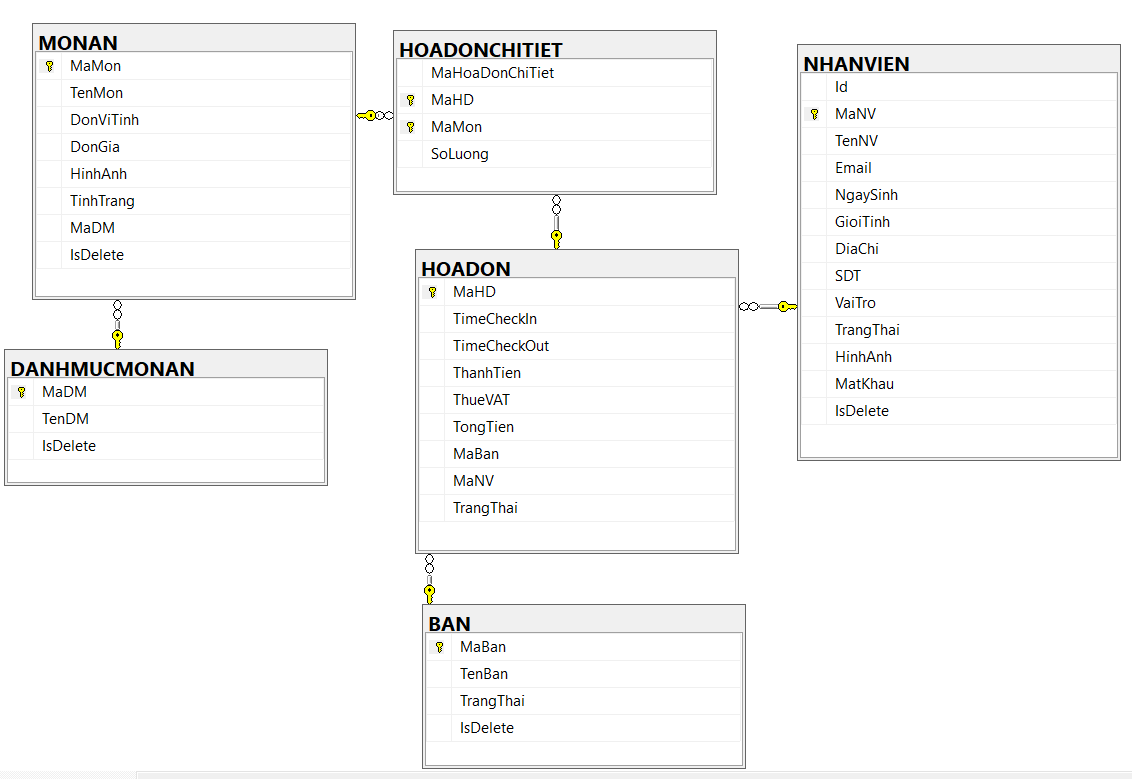 MONAN
MaMon
TenMon
DonViTinh
DonGia
HinhAnh
TinhTrang
MaDM
IsDelete
HOADONCHITIET
MaHoaDonChiTiet
MaHD
MaMon
SoLuong
NHANVIEN
Id
MaNV
TenNV
Email
NgaySinh
GioiTinh
DiaChi
SDT
VaiTro
TrangThai
HinhAnh
MatKhau
IsDelete
HOADON
MaHD
TimeCheckIn
TimeCheckOut
ThanhTien
ThueVAT
TongTien
MaBan
MaNV
TrangThai
DANHMUCMONAN
MaDM
TenDM
IsDelete
BAN
MaBan
TenBan
TrangThai
IsDelete